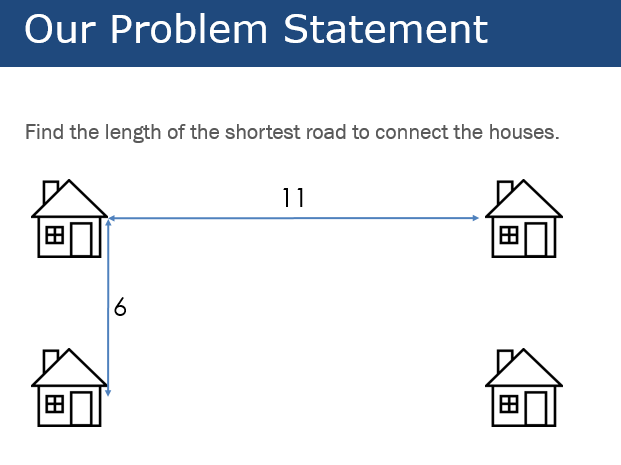 Our Problem Statement
Find the length of the shortest road to connect the houses.
11
6